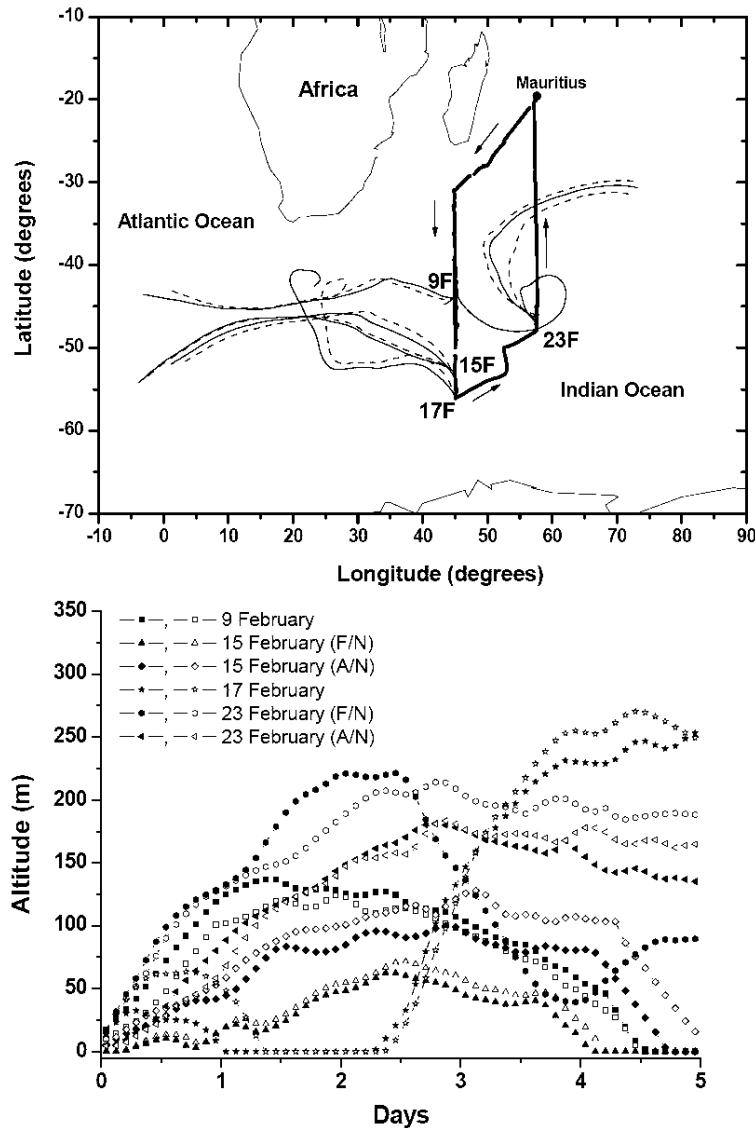 -10
-20
-30
-40
-50
-60
-70
Latitude (degrees)
Africa
Mauritius
Atlantic Ocean
9F
15F
23F
17F
Indian Ocean
-10 0 10 20 30 40 50 60 70 80 90
Longitude (degrees)
350
300
250
200
150
100
50
0
Altitude (m)
9 February
15 February (F/N)
15 February (A/N)
17 February
23 February (F/N)
23 February (A/N)
0 1 2 3 4 5
Days